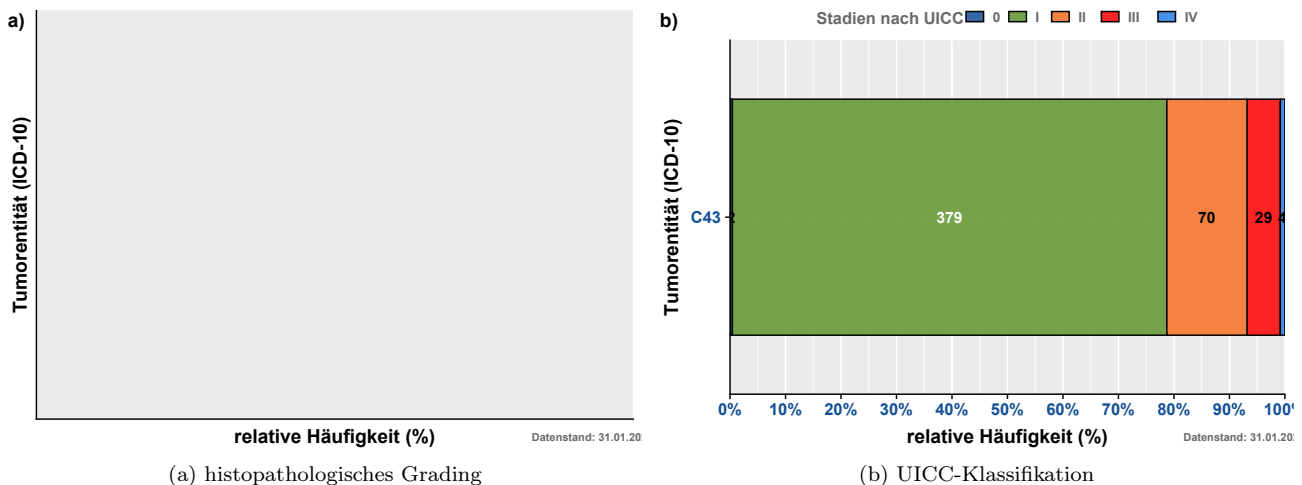 a)
Tumorentität (ICD-10)
relative Häufigkeit (%)
Datenstand: 31.01.20
(a) histopathologisches Grading
b)
Stadien nach UICC 0 I II III IV
Tumorentität (ICD-10)
C43
2 379 70 29 4
0% 10% 20% 30% 40% 50% 60% 70% 80% 90% 100%
relative Häufigkeit (%)
Datenstand: 31.01.20
(b) UICC-Klassifikation